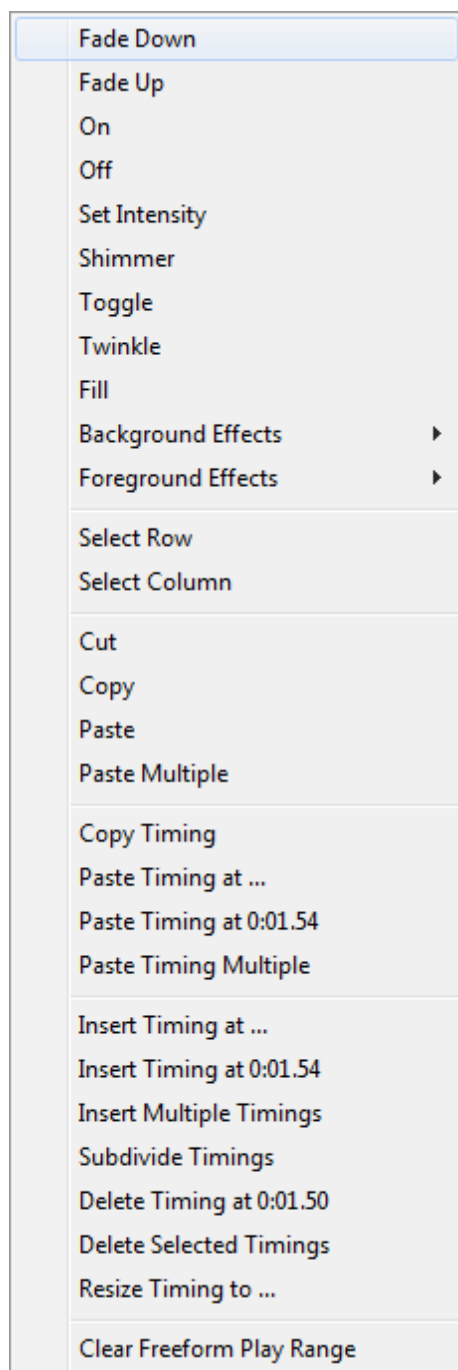 Fade Down
Fade Up
On
Off
Set Intensity
Shimmer
Toggle
Twinkle
Fill
Background Effects
Foreground Effects
Select Row
Select Column
Cut
Copy
Paste
Paste Multiple
Copy Timing
Paste Timing at ...
Paste Timing at 0:01.54
Paste Timing Multiple
Insert Timing at ...
Insert Timing at 0:01.54
Insert Multiple Timings
Subdivide Timings
Delete Timing at 0:01.50
Delete Selected Timings
Resize Timing to ...
Clear Freeform Play Range